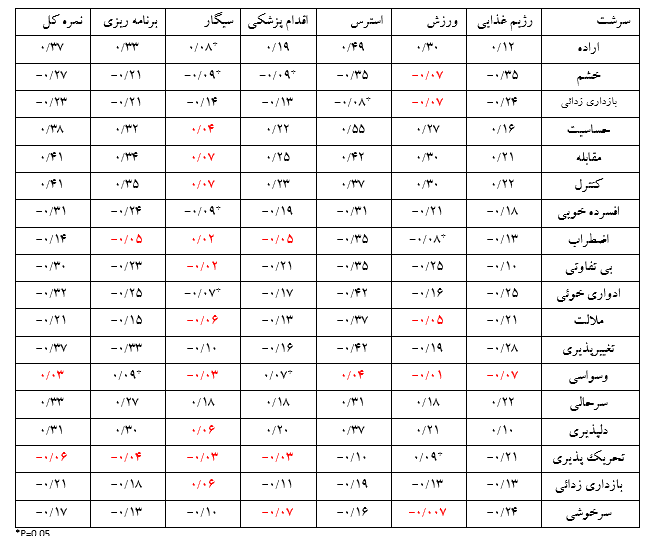 سرشت رژیم غذایی ورزش استرس اقدام پزشکی سیگار برنامه ریزی نمره کل
اراده ۰/۱۲ ۰/۳۰ ۰/۴۹ ۰/۱۹ ۰/۰۸* ۰/۳۳ ۰/۳۷
خشم -۰/۳۵ -۰/۰۷ -۰/۳۵ -۰/۰۹* -۰/۰۹* -۰/۲۱ -۰/۲۷
بازداری زدائی -۰/۲۴ -۰/۰۷ -۰/۰۸* -۰/۱۳ -۰/۱۴ -۰/۲۱ -۰/۲۳
حساسیت ۰/۱۶ ۰/۲۷ ۰/۵۵ ۰/۲۲ ۰/۰۴ ۰/۳۲ ۰/۳۸
مقابله ۰/۲۱ ۰/۳۰ ۰/۴۲ ۰/۲۵ ۰/۰۷ ۰/۳۴ ۰/۴۱
کنترل ۰/۲۲ ۰/۳۰ ۰/۳۷ ۰/۲۳ ۰/۰۷ ۰/۳۵ ۰/۴۱
افسرده خویی -۰/۱۸ -۰/۲۱ -۰/۳۱ -۰/۱۹ -۰/۰۹* -۰/۲۴ -۰/۳۱
اضطراب -۰/۱۳ -۰/۰۸* -۰/۳۵ -۰/۰۵ ۰/۰۲ -۰/۰۵ -۰/۱۴
بی تفاوتی -۰/۱۰ -۰/۲۵ -۰/۳۵ -۰/۲۱ -۰/۰۲ -۰/۲۳ -۰/۳۰
ادواری خوئی -۰/۲۵ -۰/۱۶ -۰/۴۲ -۰/۱۷ -۰/۰۷* -۰/۲۵ -۰/۳۲
ملالت -۰/۲۱ -۰/۰۵ -۰/۳۷ -۰/۱۳ -۰/۰۶ -۰/۱۵ -۰/۲۱
تغییرپذیری -۰/۲۸ -۰/۱۹ -۰/۴۲ -۰/۱۶ -۰/۱۰ -۰/۳۳ -۰/۳۷
وسواسی -۰/۰۷ -۰/۰۱ ۰/۰۴ ۰/۰۷* -۰/۰۳ ۰/۰۹* ۰/۰۳
سرحالی ۰/۲۲ ۰/۱۸ ۰/۳۱ ۰/۱۸ ۰/۱۸ ۰/۲۷ ۰/۳۳
دلپذیری ۰/۱۰ ۰/۲۱ ۰/۳۷ ۰/۲۰ ۰/۰۶ ۰/۳۰ ۰/۳۱
تحریک پذیری -۰/۲۱ ۰/۰۹* -۰/۱۰ -۰/۰۳ -۰/۰۳ -۰/۰۴ -۰/۰۶
بازداری زدائی -۰/۱۳ -۰/۱۳ -۰/۱۹ -۰/۱۱ ۰/۰۶ -۰/۱۸ -۰/۲۱
سرخوشی -۰/۲۴ -۰/۰۰۷ -۰/۱۶ -۰/۰۷ -۰/۱۰ -۰/۱۳ -۰/۱۷
*P=0.05